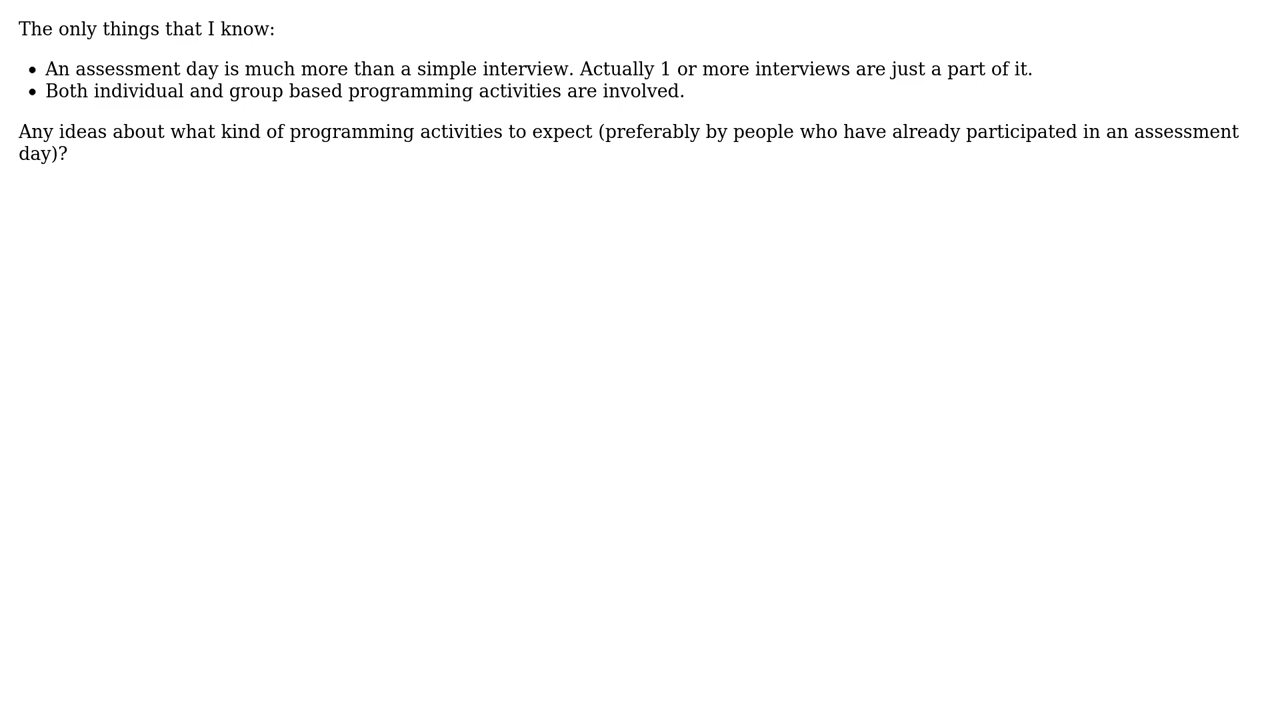 The only things that I know:
• An assessment day is much more than a simple interview. Actually 1 or more interviews are just a part of it.
• Both individual and group based programming activities are involved.
Any ideas about what kind of programming activities to expect (preferably by people who have already participated in an assessment
day)?